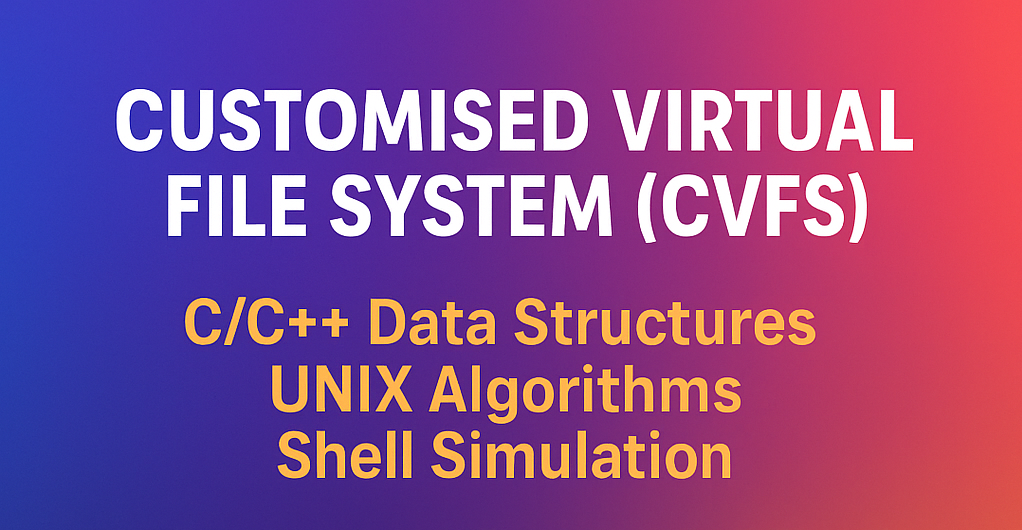 CUSTOMISED VIRTUAL
FILE SYSTEM (CVFS)
C/C++ Data Structures
UNIX Algorithms
Shell Simulation